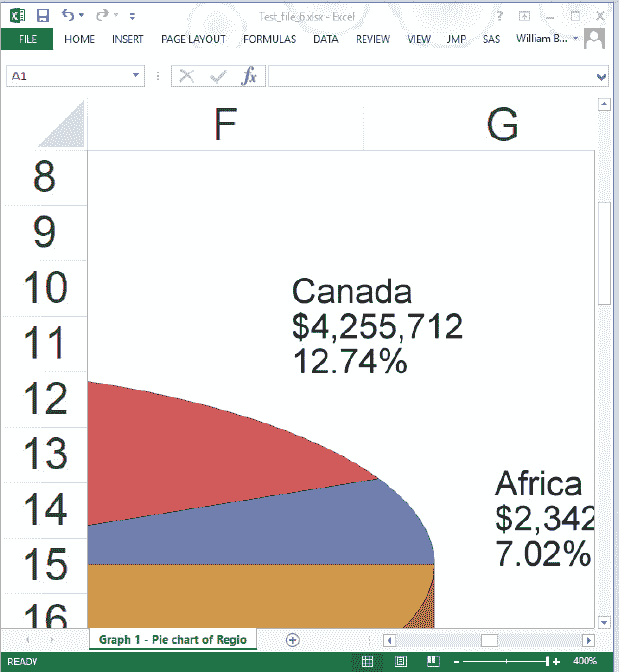 Test_file_6.xlsx - Excel
FILE HOME INSERT PAGE LAYOUT FORMULAS DATA REVIEW VIEW JMP SAS William B...
A1
fx
F G
8
9
10
11
12
13
14
15
16
Canada
$4,255,712
12.74%
Africa
$2,342
7.02%
Graph 1 - Pie chart of Regio
READY 400%